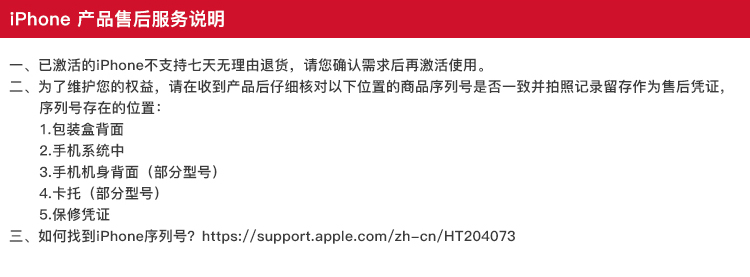 iPhone 产品售后服务说明
一、已激活的iPhone不支持七天无理由退货，请您确认需求后再激活使用。
二、为了维护您的权益，请在收到产品后仔细核对以下位置的商品序列号是否一致并拍照记录留存作为售后凭证，
序列号存在的位置：
1.包装盒背面
2.手机系统中
3.手机机身背面（部分型号）
4.卡托（部分型号）
5.保修凭证
三、如何找到iPhone序列号？https://support.apple.com/zh-cn/HT204073